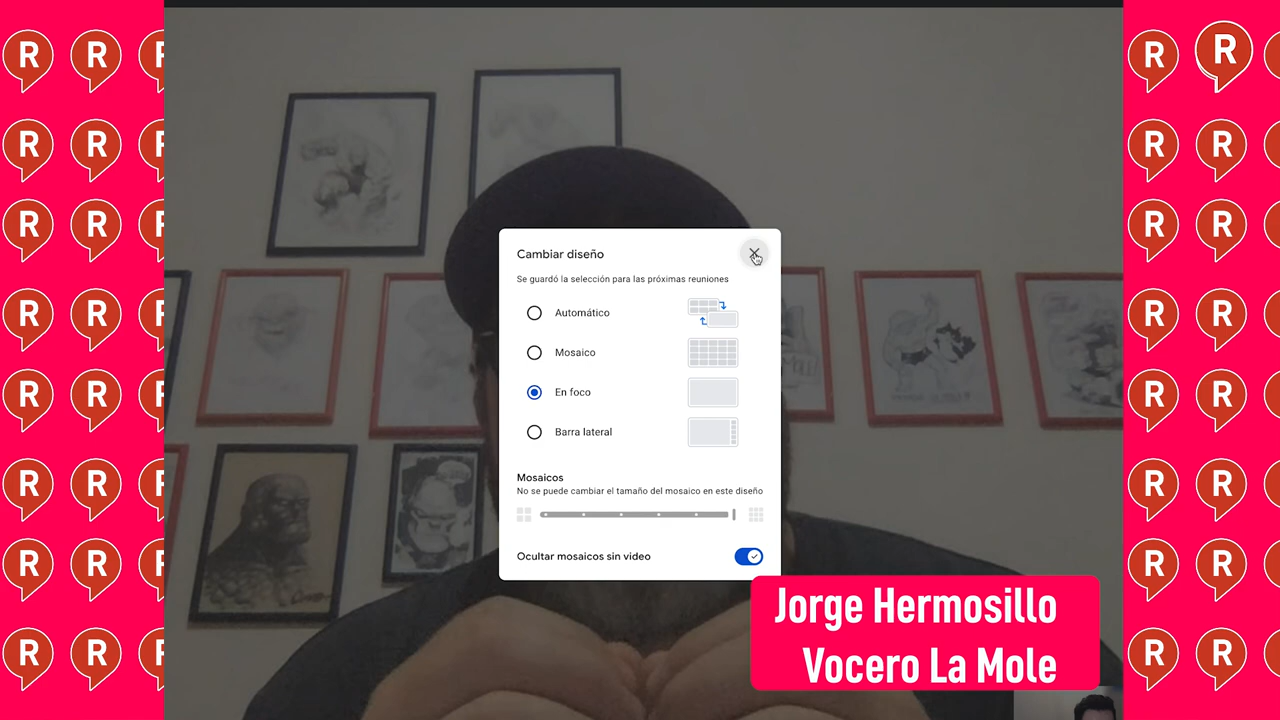 Cambiar diseño
Se guardó la selección para las próximas reuniones
Automático
Mosaico
En foco
Barra lateral
Mosaicos
No se puede cambiar el tamaño del mosaico en este diseño
Ocultar mosaicos sin video
Jorge Hermosillo
Vocero La Mole
R R R R R
R R R R
R R R R
R R R R
R R R R
R R R R
R R R R
R R R R